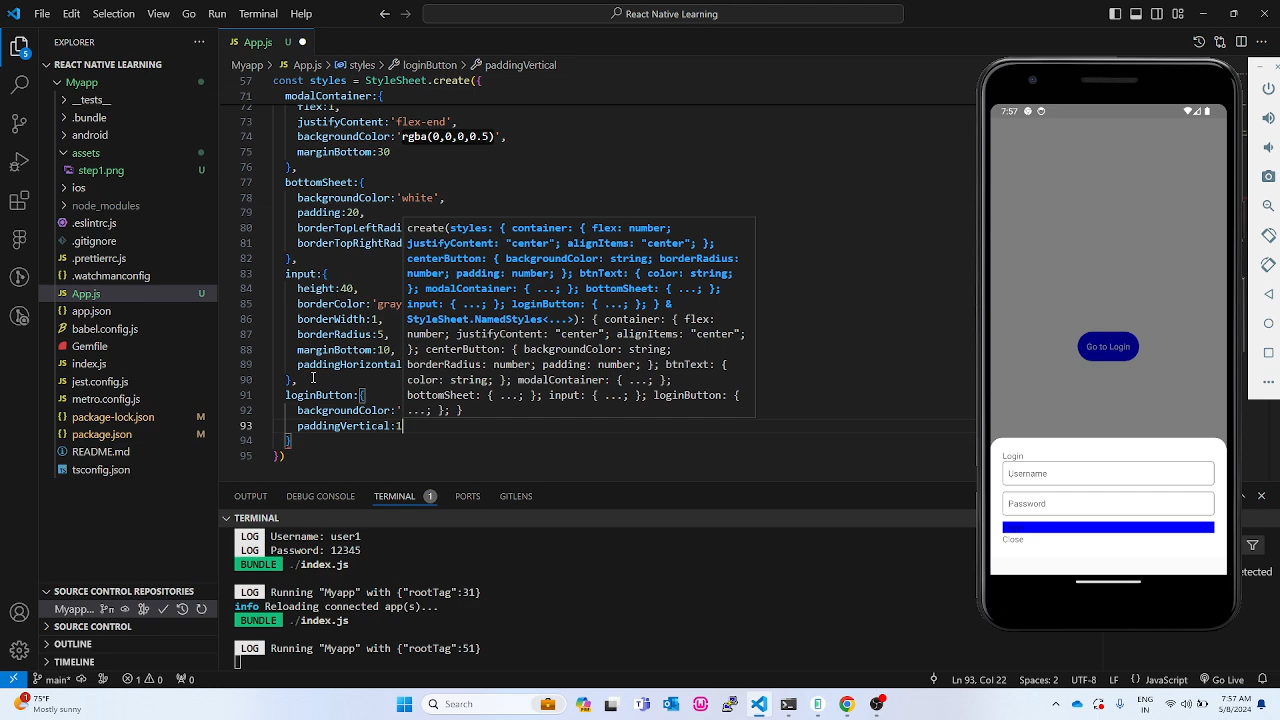 File Edit Selection View Go Run Terminal Help
React Native Learning
EXPLORER
REACT NATIVE LEARNING
Myapp
__tests__
.bundle
android
assets
step1.png U
ios
node_modules
.eslintrc.js
.gitignore
.prettierrc.js
.watchmanconfig
App.js U
app.json
babel.config.js
Gemfile
index.js
jest.config.js
metro.config.js
package-lock.json M
package.json M
README.md
tsconfig.json
SOURCE CONTROL REPOSITORIES
Myapp...
SOURCE CONTROL
OUTLINE
TIMELINE
JS App.js U
Myapp > JS App.js > styles > loginButton > paddingVertical
57 const styles = StyleSheet.create({
71 modalContainer:{
72 flex:1,
73 justifyContent:'flex-end',
74 backgroundColor:'rgba(0,0,0,0.5)',
75 marginBottom:30
76 },
77 bottomSheet:{
78 backgroundColor:'white',
79 padding:20,
80 borderTopLeftRadi
81 borderTopRightRad
82 },
83 input:{
84 height:40,
85 borderColor:'gray
86 borderWidth:1,
87 borderRadius:5,
88 marginBottom:10,
89 paddingHorizontal
90 },
91 loginButton:{
92 backgroundColor:'
93 paddingVertical:1
94 }
95 })
create(styles: { container: { flex: number;
justifyContent: "center"; alignItems: "center"; };
centerButton: { backgroundColor: string; borderRadius:
number; padding: number; }; btnText: { color: string;
}; modalContainer: { ...; }; bottomSheet: { ...; };
input: { ...; }; loginButton: { ...; }; } &
StyleSheet.NamedStyles<...>): { container: { flex:
number; justifyContent: "center"; alignItems: "center";
}; centerButton: { backgroundColor: string;
borderRadius: number; padding: number; }; btnText: {
color: string; }; modalContainer: { ...; };
bottomSheet: { ...; }; input: { ...; }; loginButton: {
...; }; }
OUTPUT DEBUG CONSOLE TERMINAL 1 PORTS GITLENS
TERMINAL
LOG Username: user1
LOG Password: 12345
BUNDLE ./index.js
LOG Running "Myapp" with {"rootTag":31}
info Reloading connected app(s)...
BUNDLE ./index.js
LOG Running "Myapp" with {"rootTag":51}
etected
7:57
Go to Login
Login
Username
Password
Close
main* 1 0 0
Ln 93, Col 22 Spaces: 2 UTF-8 LF {} JavaScript Go Live
75°F
Mostly sunny
Search
ENG
IN
7:57 AM
5/8/2024